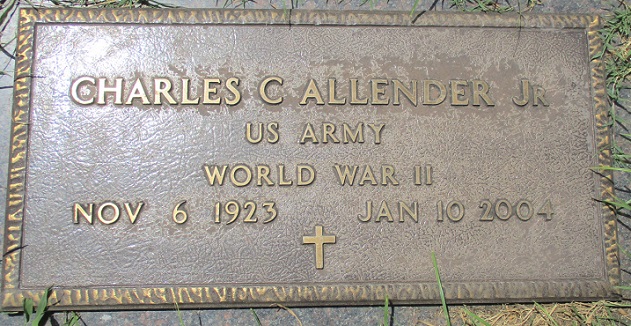 CHARLES C ALLENDER JR
US ARMY
WORLD WAR II
NOV 6 1923 JAN 10 2004